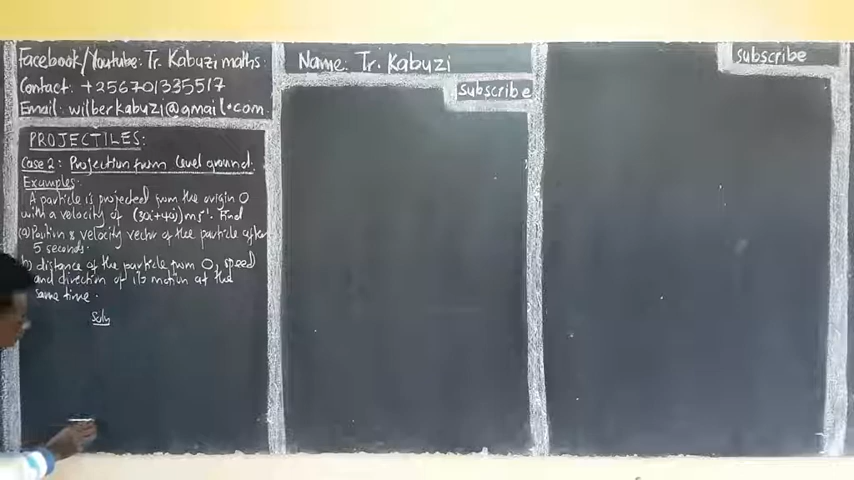 Facebook/Youtube: Tr. Kabuzi maths
Contact: +256701335517
Email: wilberkabuzi@gmail.com
PROJECTILES:
Case 2: Projection from level ground.
Examples:
A particle is projected from the origin O
with a velocity of (30i+40j)ms⁻¹. Find
(a) Position & velocity vector of the particle after
5 seconds.
b) distance of the particle from O, speed
and direction of its motion at the
same time.
Soln
Name: Tr. Kabuzi
subscribe
subscribe